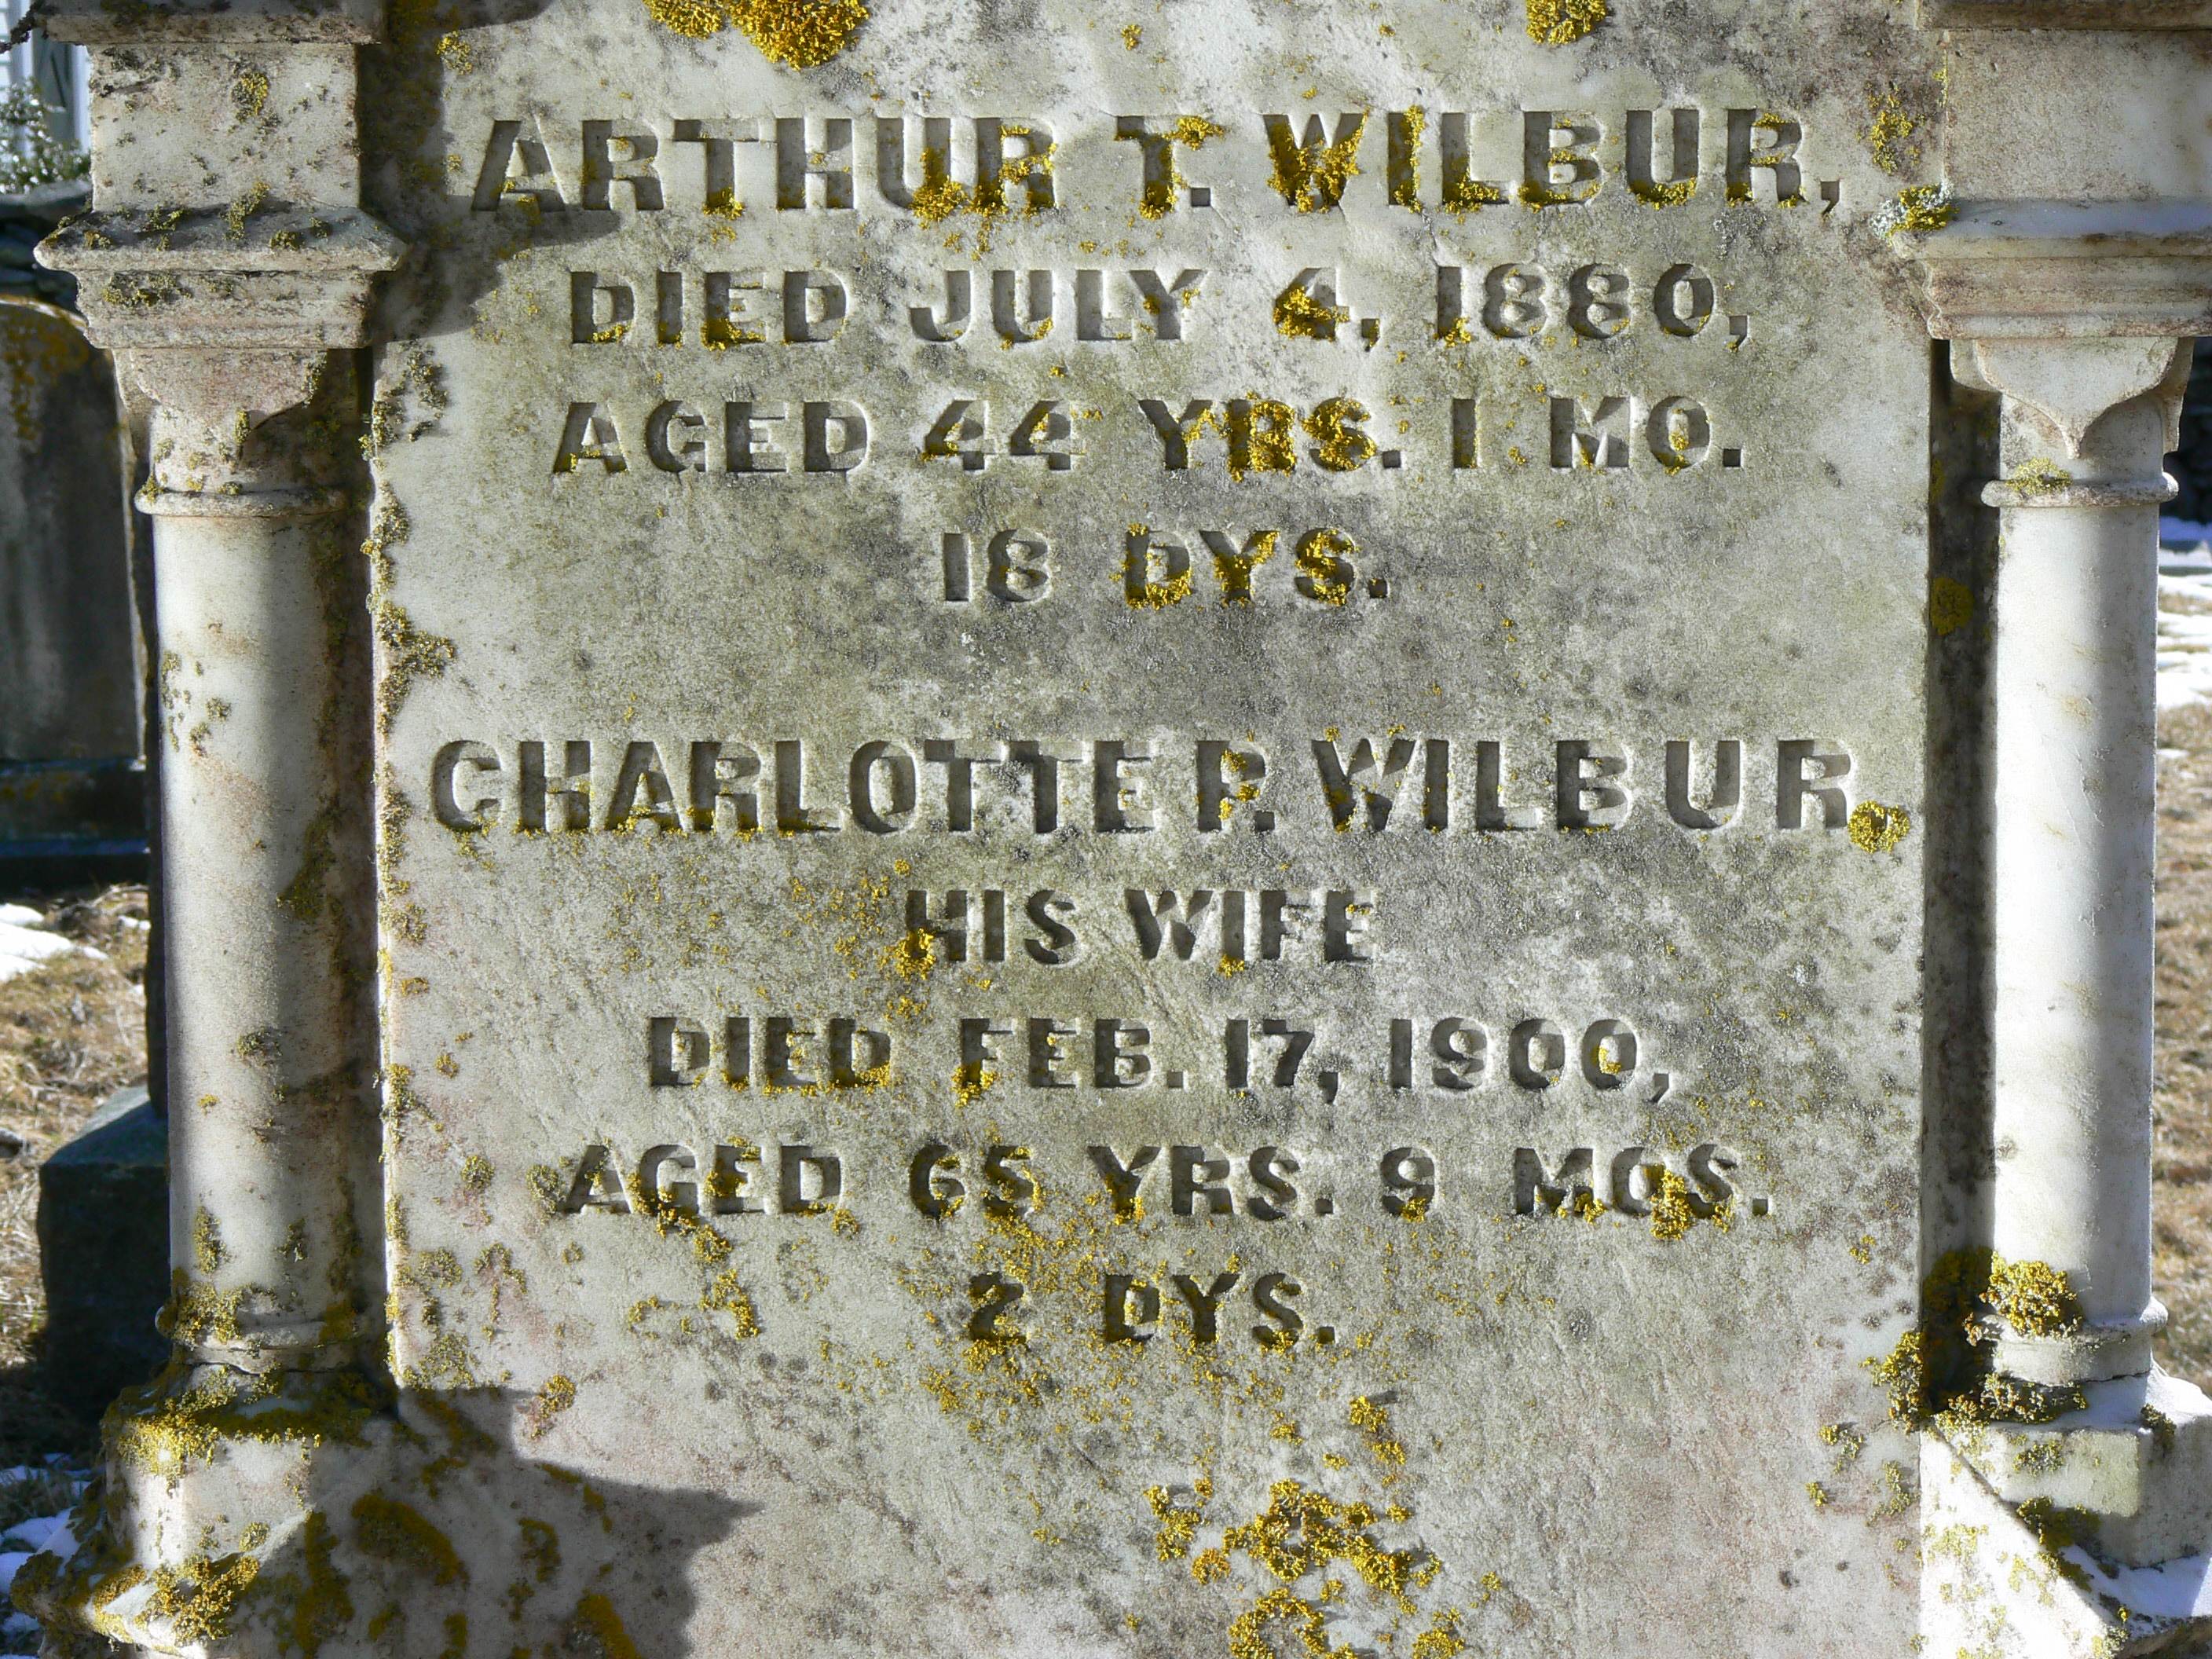 ARTHUR T. WILBUR,
DIED JULY 4, 1880,
AGED 44 YRS. 1 MO.
18 DYS.
CHARLOTTE P. WILBUR,
HIS WIFE
DIED FEB. 17, 1900,
AGED 65 YRS. 9 MOS.
2 DYS.